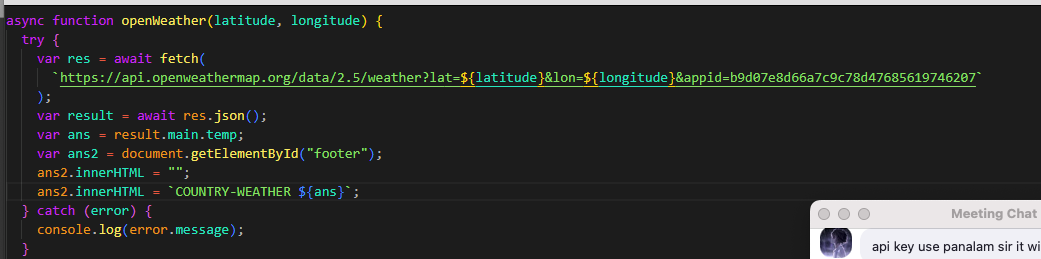 async function openWeather(latitude, longitude) {
try {
var res = await fetch(
`https://api.openweathermap.org/data/2.5/weather?lat=${latitude}&lon=${longitude}&appid=b9d07e8d66a7c9c78d47685619746207`
);
var result = await res.json();
var ans = result.main.temp;
var ans2 = document.getElementById("footer");
ans2.innerHTML = "";
ans2.innerHTML = `COUNTRY-WEATHER ${ans}`;
} catch (error) {
console.log(error.message);
}
Meeting Chat
api key use panalam sir it wi